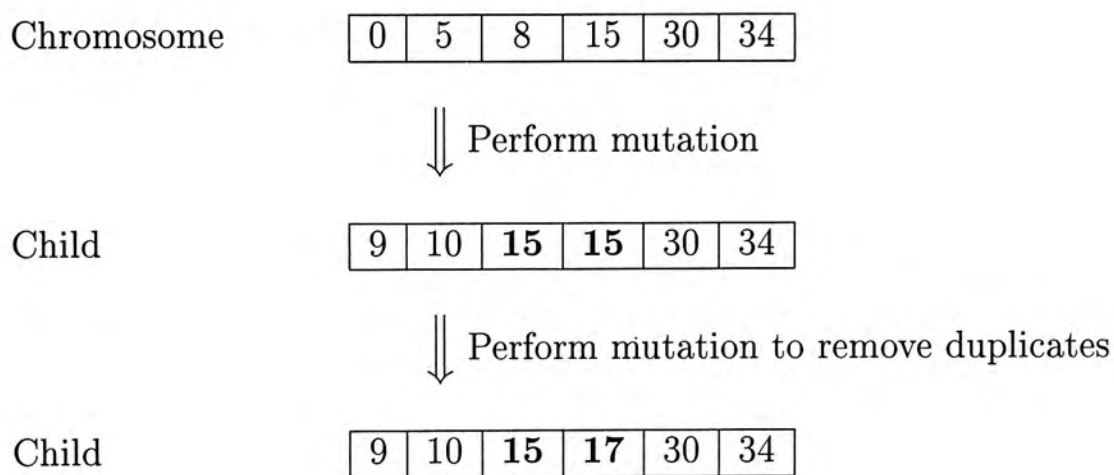 Chromosome 0 5 8 15 30 34
Perform mutation
Child 9 10 15 15 30 34
Perform mutation to remove duplicates
Child 9 10 15 17 30 34